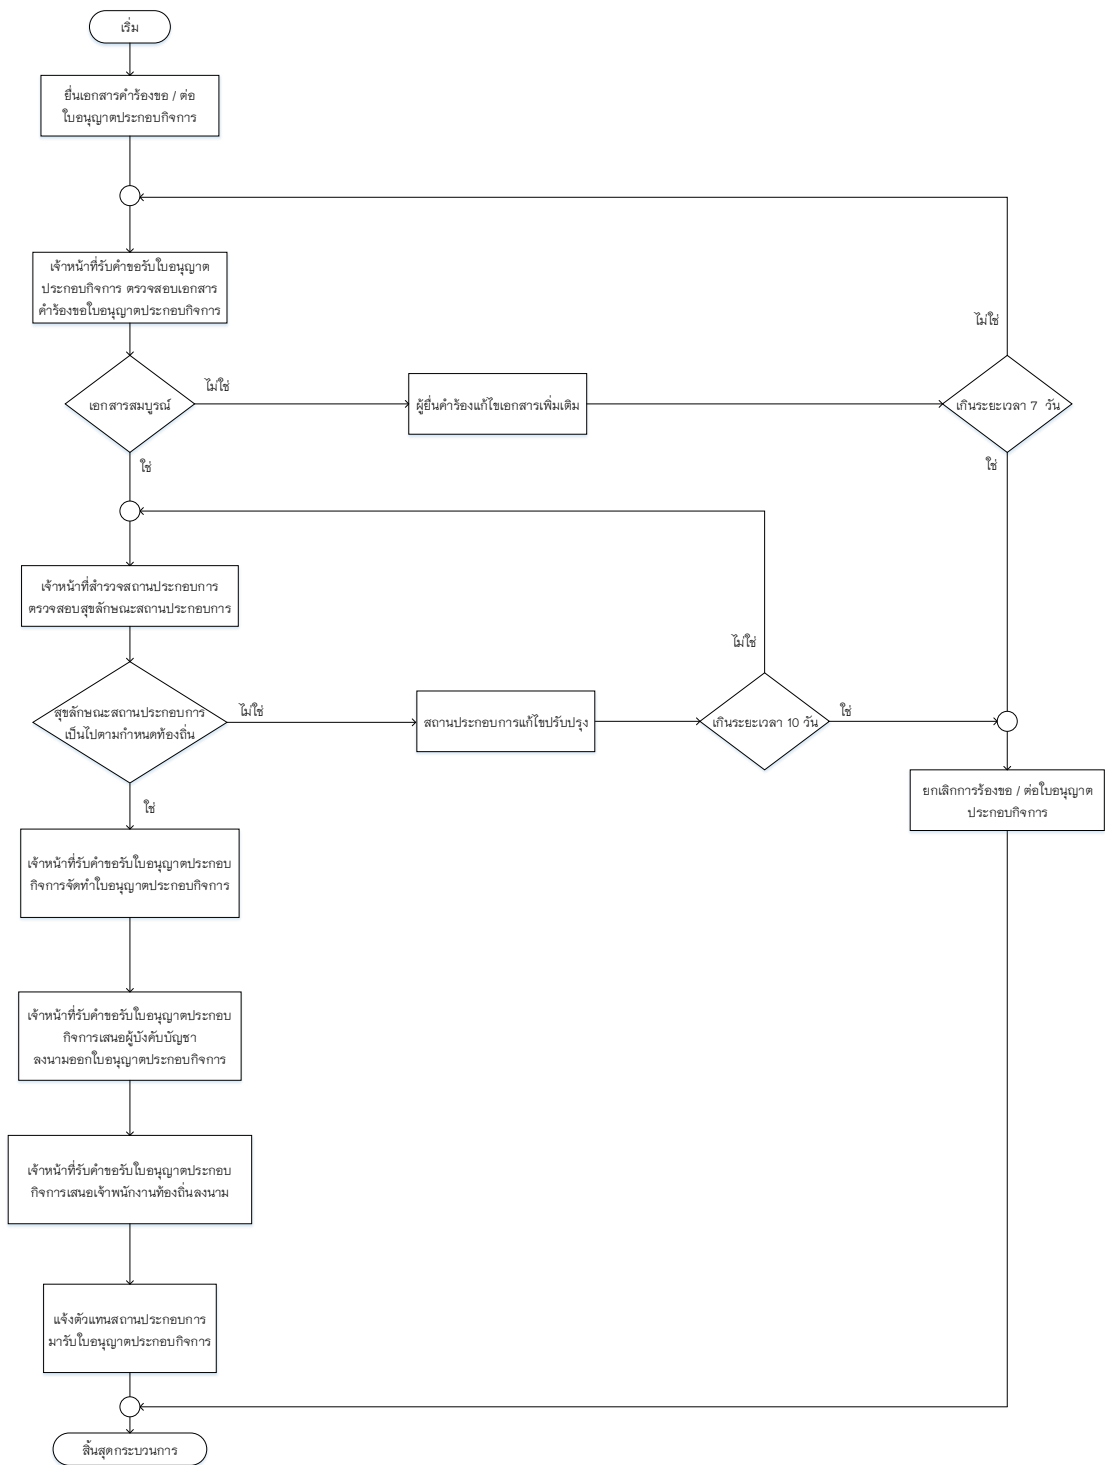 เริ่ม
ยื่นเอกสารคำร้องขอ / ต่อ
ใบอนุญาตประกอบกิจการ
เจ้าหน้าที่รับคำขอรับใบอนุญาต
ประกอบกิจการ ตรวจสอบเอกสาร
คำร้องขอใบอนุญาตประกอบกิจการ
ไม่ใช่
เอกสารสมบูรณ์
ไม่ใช่
ผู้ยื่นคำร้องแก้ไขเอกสารเพิ่มเติม
เกินระยะเวลา 7 วัน
ใช่
ใช่
เจ้าหน้าที่สำรวจสถานประกอบการ
ตรวจสอบสุขลักษณะสถานประกอบการ
ไม่ใช่
สุขลักษณะสถานประกอบการ
เป็นไปตามกำหนดท้องถิ่น
ไม่ใช่
สถานประกอบการแก้ไขปรับปรุง
เกินระยะเวลา 10 วัน
ใช่
ยกเลิกการร้องขอ / ต่อใบอนุญาต
ประกอบกิจการ
ใช่
เจ้าหน้าที่รับคำขอรับใบอนุญาตประกอบ
กิจการจัดทำใบอนุญาตประกอบกิจการ
เจ้าหน้าที่รับคำขอรับใบอนุญาตประกอบ
กิจการเสนอผู้บังคับบัญชา
ลงนามออกใบอนุญาตประกอบกิจการ
เจ้าหน้าที่รับคำขอรับใบอนุญาตประกอบ
กิจการเสนอเจ้าพนักงานท้องถิ่นลงนาม
แจ้งตัวแทนสถานประกอบการ
มารับใบอนุญาตประกอบกิจการ
สิ้นสุดกระบวนการ